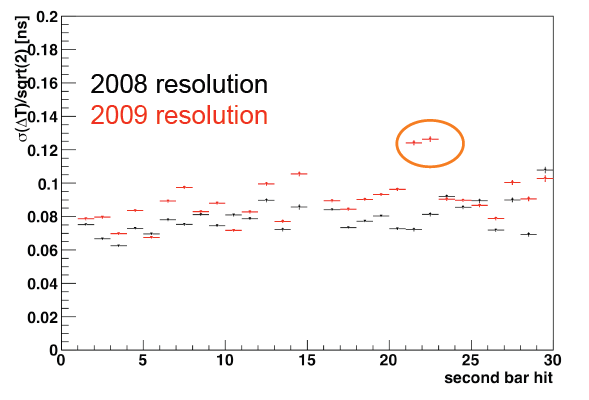 σ(ΔT)/sqrt(2) [ns]
0.2
0.18
0.16
0.14
0.12
0.1
0.08
0.06
0.04
0.02
0
2008 resolution
2009 resolution
0 5 10 15 20 25 30
second bar hit